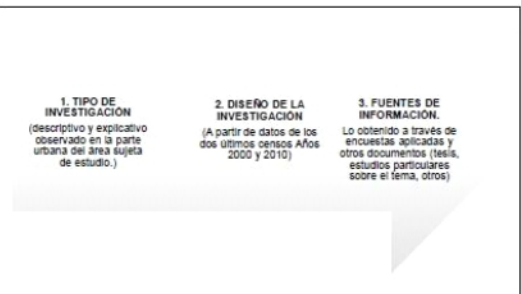 1. TIPO DE
INVESTIGACIÓN
(descriptivo y explicativo
observado en la parte
urbana del área sujeta
de estudio.)
2. DISEÑO DE LA
INVESTIGACIÓN
(A partir de datos de los
dos últimos censos Años
2000 y 2010)
3. FUENTES DE
INFORMACIÓN.
Lo obtenido a través de
encuestas aplicadas y
otros documentos (tesis,
estudios particulares
sobre el tema, otros)